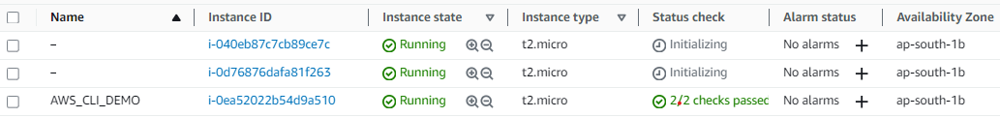 Name Instance ID Instance state Instance type Status check Alarm status Availability Zone
– i-040eb87c7cb89ce7c Running t2.micro Initializing No alarms + ap-south-1b
– i-0d76876dafa81f263 Running t2.micro Initializing No alarms + ap-south-1b
AWS_CLI_DEMO i-0ea52022b54d9a510 Running t2.micro 2/2 checks passed No alarms + ap-south-1b